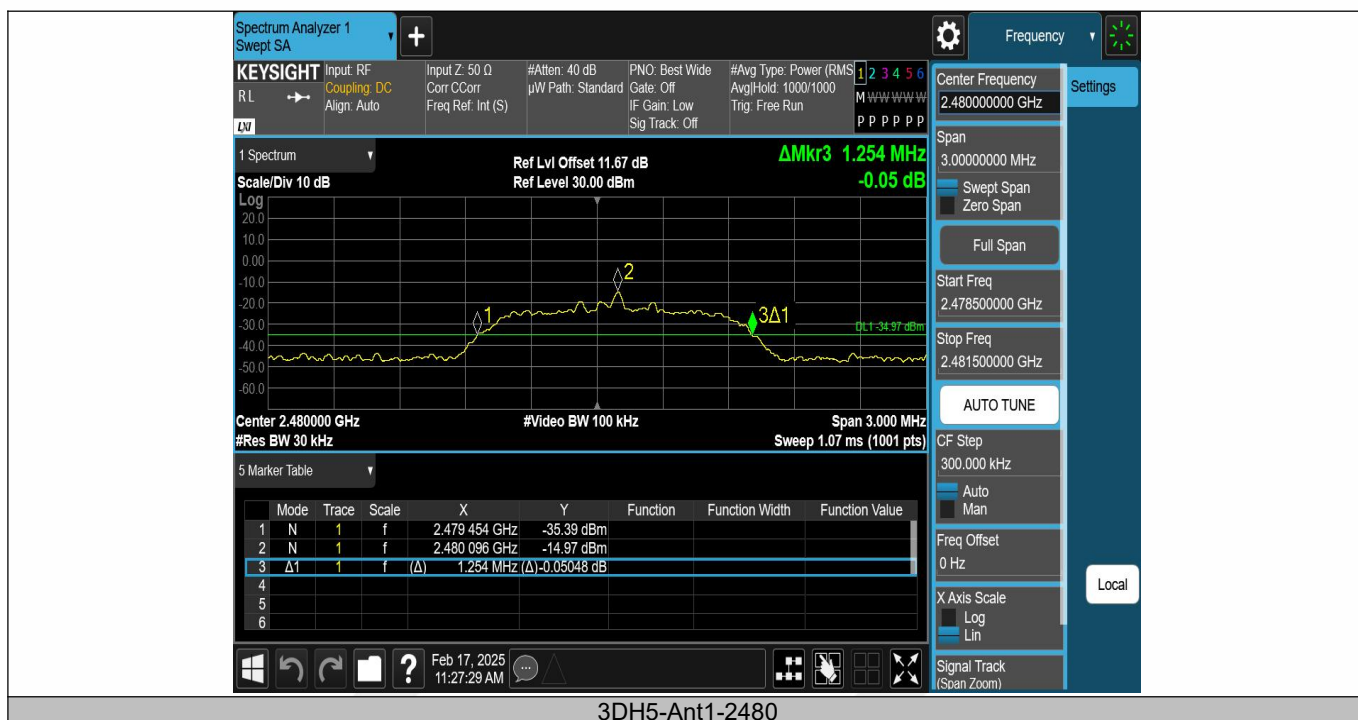 Spectrum Analyzer 1
Swept SA
+
Frequency
KEYSIGHT
RL
LXI
Input: RF
Coupling: DC
Align: Auto
Input Z: 50 Ω
Corr CCorr
Freq Ref: Int (S)
#Atten: 40 dB
µW Path: Standard
PNO: Best Wide
Gate: Off
IF Gain: Low
Sig Track: Off
#Avg Type: Power (RMS
Avg|Hold: 1000/1000
Trig: Free Run
1 2 3 4 5 6
M W W W W W
P P P P P P
1 Spectrum
Scale/Div 10 dB
Ref Lvl Offset 11.67 dB
Ref Level 30.00 dBm
ΔMkr3 1.254 MHz
-0.05 dB
Log
20.0
10.0
0.00
-10.0
-20.0
-30.0
-40.0
-50.0
-60.0
1
2
3Δ1
DL1 -34.97 dBm
Center 2.480000 GHz
#Video BW 100 kHz
Span 3.000 MHz
#Res BW 30 kHz
Sweep 1.07 ms (1001 pts)
5 Marker Table
Mode Trace Scale X Y Function Function Width Function Value
1 N 1 f 2.479 454 GHz -35.39 dBm
2 N 1 f 2.480 096 GHz -14.97 dBm
3 Δ1 1 f (Δ) 1.254 MHz (Δ)-0.05048 dB
4
5
6
?
Feb 17, 2025
11:27:29 AM
Center Frequency
2.480000000 GHz
Settings
Span
3.00000000 MHz
Swept Span
Zero Span
Full Span
Start Freq
2.478500000 GHz
Stop Freq
2.481500000 GHz
AUTO TUNE
CF Step
300.000 kHz
Auto
Man
Freq Offset
0 Hz
Local
X Axis Scale
Log
Lin
Signal Track
(Span Zoom)
3DH5-Ant1-2480